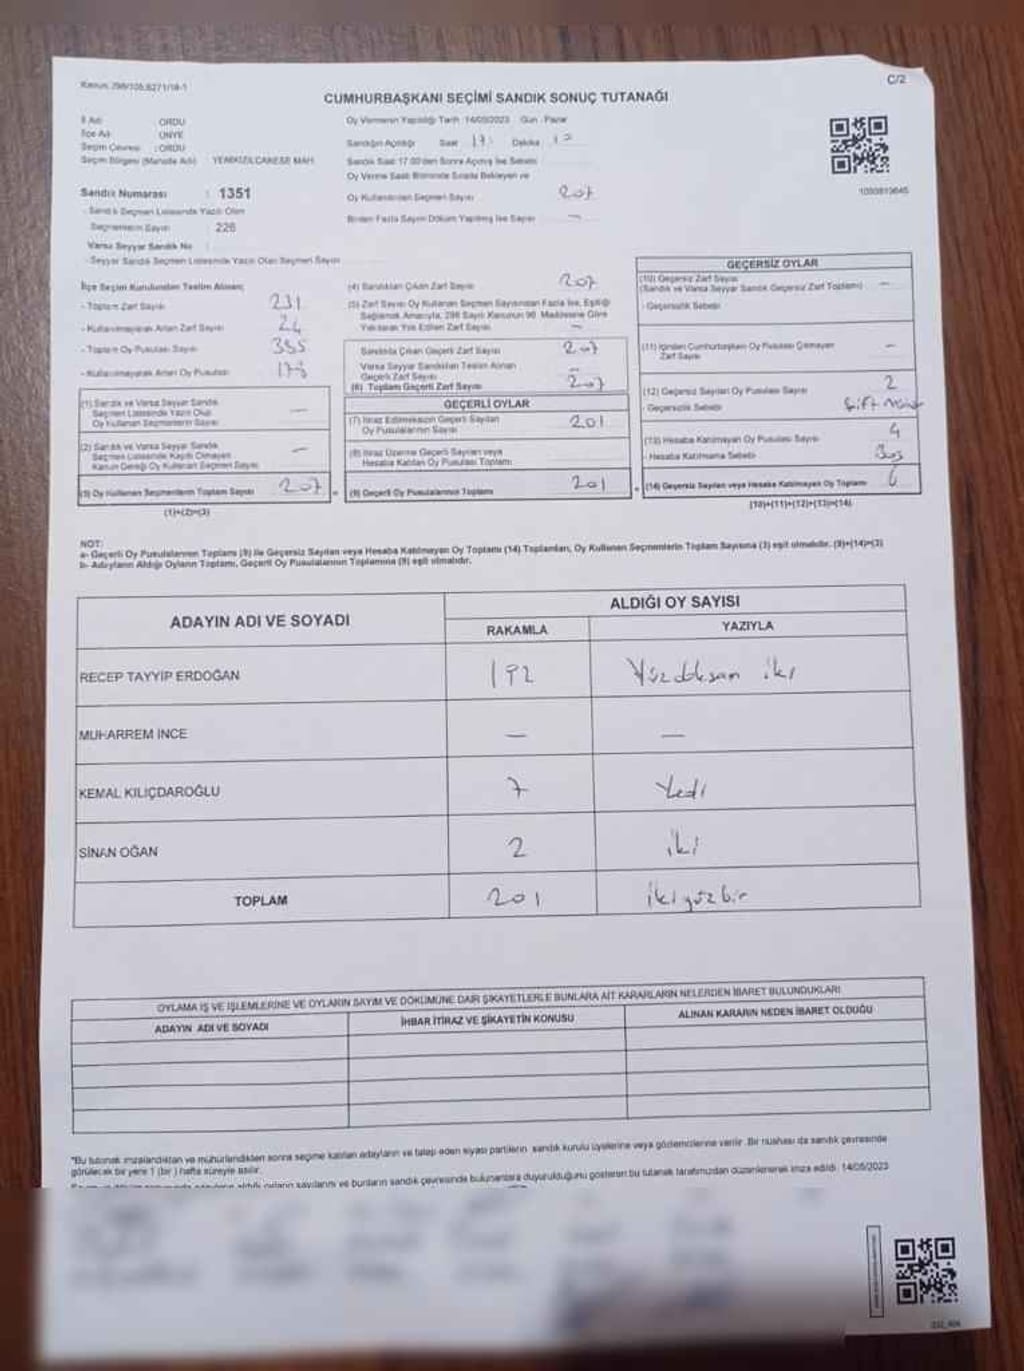 Kanun: 298/105,6271/18-1
C/2
CUMHURBAŞKANI SEÇİMİ SANDIK SONUÇ TUTANAĞI
İl Adı : ORDU
İlçe Adı : ÜNYE
Seçim Çevresi : ORDU
Seçim Bölgesi (Mahalle Adı) : YENİKIZILCAKESE MAH.
Sandık Numarası : 1351
- Sandık Seçmen Listesinde Yazılı Olan
Seçmenlerin Sayısı 226
Varsa Seyyar Sandık No :
- Seyyar Sandık Seçmen Listesinde Yazılı Olan Seçmen Sayısı
Oy Vermenin Yapıldığı Tarih :14/05/2023 Gün : Pazar
Sandığın Açıldığı Saat 17: Dakika
Sandık Saat 17.00'den Sonra Açılmış İse Sebebi
Oy Verme Saati Bitiminde Sırada Bekleyen ve
Oy Kullandırılan Seçmen Sayısı 207
Birden Fazla Sayım Döküm Yapılmış İse Sayısı —
1050819645
İlçe Seçim Kurulundan Teslim Alınan;
- Toplam Zarf Sayısı 231
- Kullanılmayarak Artan Zarf Sayısı 24
- Toplam Oy Pusulası Sayısı 355
- Kullanılmayarak Artan Oy Pusulası
(1) Sandık ve Varsa Seyyar Sandık
Seçmen Listesinde Yazılı Olup
Oy Kullanan Seçmenlerin Sayısı —
(2) Sandık ve Varsa Seyyar Sandık
Seçmen Listesinde Kayıtlı Olmayan
Kanun Gereği Oy Kullanan Seçmen Sayısı —
(3) Oy Kullanan Seçmenlerin Toplam Sayısı 207
(1)+(2)=(3)
(4) Sandıktan Çıkan Zarf Sayısı 207
(5) Zarf Sayısı Oy Kullanan Seçmen Sayısından Fazla İse, Eşitliği
Sağlamak Amacıyla, 298 Sayılı Kanunun 98. Maddesine Göre
Yakılarak Yok Edilen Zarf Sayısı —
Sandıkta Çıkan Geçerli Zarf Sayısı 207
Varsa Seyyar Sandıktan Teslim Alınan
Geçerli Zarf Sayısı —
(6) Toplam Geçerli Zarf Sayısı 207
GEÇERLİ OYLAR
(7) İtiraz Edilmeksizin Geçerli Sayılan
Oy Pusulalarının Sayısı 201
(8) İtiraz Üzerine Geçerli Sayılan veya
Hesaba Katılan Oy Pusulası Toplamı
(9) Geçerli Oy Pusulalarının Toplamı 201
GEÇERSİZ OYLAR
(10) Geçersiz Zarf Sayısı
(Sandık ve Varsa Seyyar Sandık Geçersiz Zarf Toplamı) —
- Geçersizlik Sebebi
(11) İçinden Cumhurbaşkanı Oy Pusulası Çıkmayan
Zarf Sayısı —
(12) Geçersiz Sayılan Oy Pusulası Sayısı 2
- Geçersizlik Sebebi Çift Mühür
(13) Hesaba Katılmayan Oy Pusulası Sayısı 4
- Hesaba Katılmama Sebebi
(14) Geçersiz Sayılan veya Hesaba Katılmayan Oy Toplamı 6
(10)+(11)+(12)+(13)=(14)
NOT:
a- Geçerli Oy Pusulalarının Toplamı (9) ile Geçersiz Sayılan veya Hesaba Katılmayan Oy Toplamı (14) Toplamları, Oy Kullanan Seçmenlerin Toplam Sayısına (3) eşit olmalıdır. (9)+(14)=(3)
b- Adayların Aldığı Oyların Toplamı, Geçerli Oy Pusulalarının Toplamına (9) eşit olmalıdır.
ADAYIN ADI VE SOYADI
ALDIĞI OY SAYISI
RAKAMLA YAZIYLA
RECEP TAYYİP ERDOĞAN 192 Yüzdoksan iki
MUHARREM İNCE — —
KEMAL KILIÇDAROĞLU 7 Yedi
SİNAN OĞAN 2 iki
TOPLAM 201 ikiyüzbir
OYLAMA İŞ VE İŞLEMLERİNE VE OYLARIN SAYIM VE DÖKÜMÜNE DAİR ŞİKAYETLERLE BUNLARA AİT KARARLARIN NELERDEN İBARET BULUNDUKLARI
ADAYIN ADI VE SOYADI İHBAR İTİRAZ VE ŞİKAYETİN KONUSU ALINAN KARARIN NEDEN İBARET OLDUĞU
"Bu tutanak imzalandıktan ve mühürlendikten sonra seçime katılan adayların ve talep eden siyasi partilerin sandık kurulu üyelerine veya gözlemcilerine verilir. Bir nüshası da sandık çevresinde
görülecek bir yere 1 (bir ) hafta süreyle asılır.
aldık oyların sayılarını ve bunların sandık çevresinde bulunanlara duyurulduğunu gösteren bu tutanak tarafımızdan düzenlenerek imza edildi. 14/05/2023